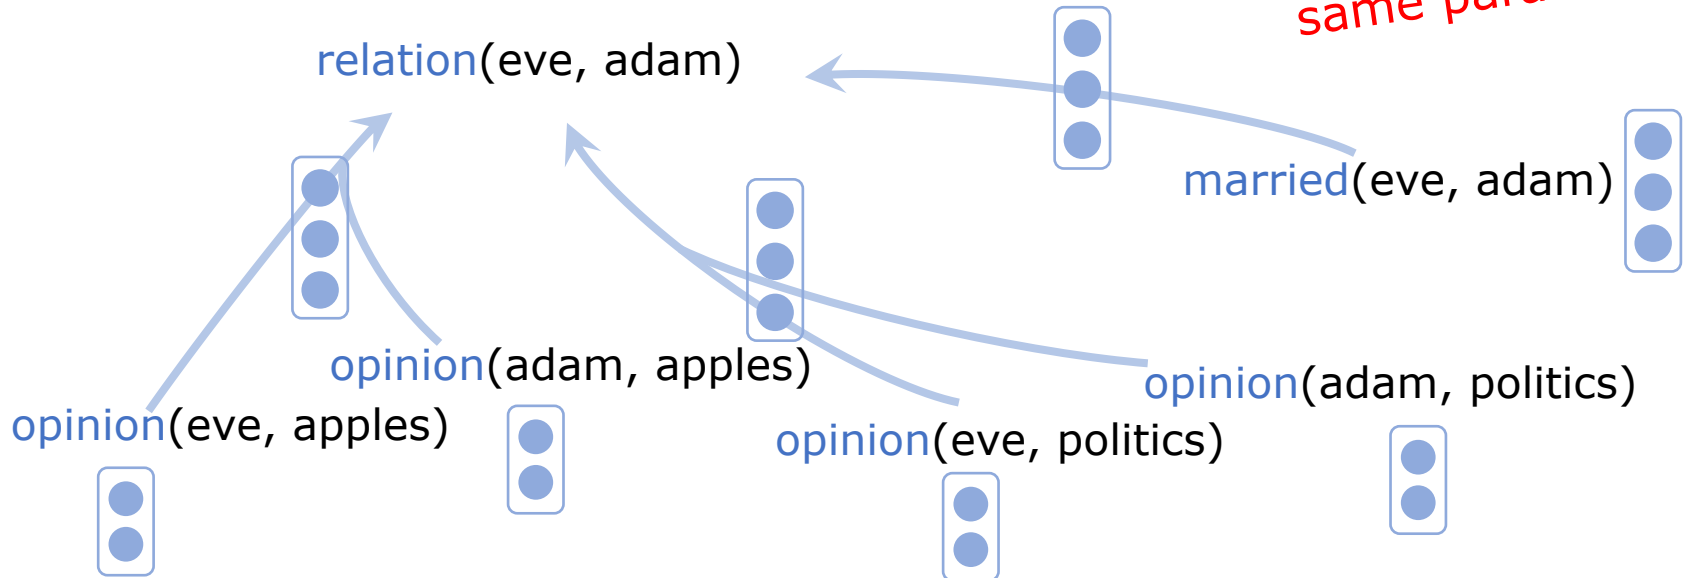 same
relation(eve, adam)
married(eve, adam)
opinion(adam, apples)
opinion(adam, politics)
opinion(eve, apples)
opinion(eve, politics)